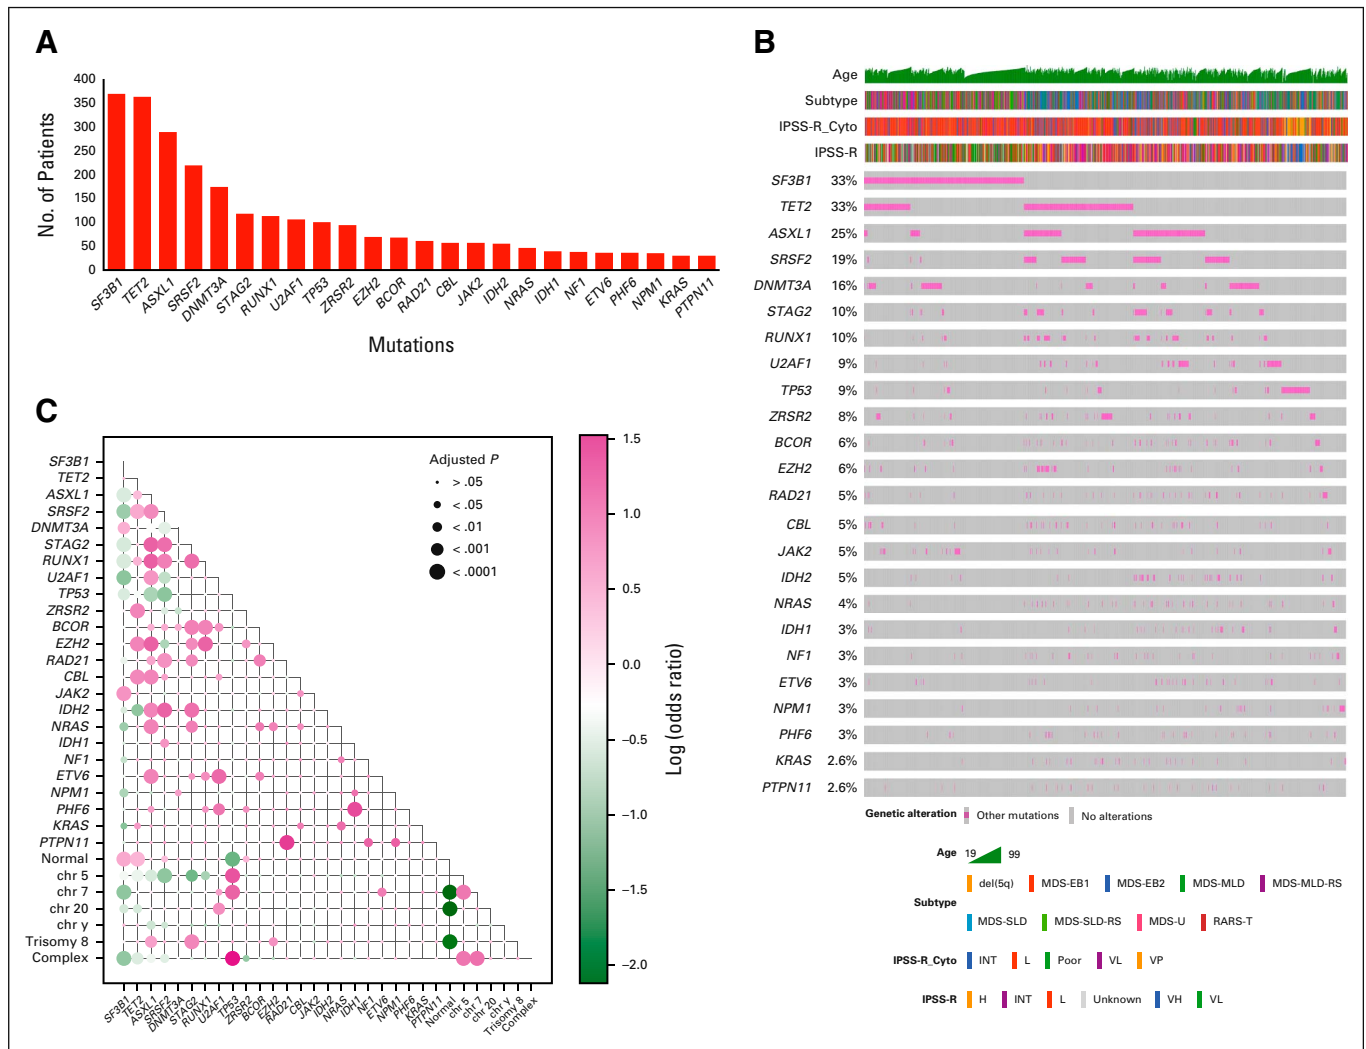 A
400
350
300
250
200
150
100
50
0
No. of Patients
SF3B1 TET2 ASXL1 SRSF2 DNMT3A STAG2 RUNX1 U2AF1 TP53 ZRSR2 EZH2 BCOR RAD21 CBL JAK2 IDH2 NRAS IDH1 NF1 ETV6 PHF6 NPM1 KRAS PTPN11
Mutations
B
Age
Subtype
IPSS-R_Cyto
IPSS-R
SF3B1 33%
TET2 33%
ASXL1 25%
SRSF2 19%
DNMT3A 16%
STAG2 10%
RUNX1 10%
U2AF1 9%
TP53 9%
ZRSR2 8%
BCOR 6%
EZH2 6%
RAD21 5%
CBL 5%
JAK2 5%
IDH2 5%
NRAS 4%
IDH1 3%
NF1 3%
ETV6 3%
NPM1 3%
PHF6 3%
KRAS 2.6%
PTPN11 2.6%
Genetic alteration Other mutations No alterations
Age 19 99
Subtype
del(5q) MDS-EB1 MDS-EB2 MDS-MLD MDS-MLD-RS
MDS-SLD MDS-SLD-RS MDS-U RARS-T
IPSS-R_Cyto INT L Poor VL VP
IPSS-R H INT L Unknown VH VL
C
SF3B1
TET2
ASXL1
SRSF2
DNMT3A
STAG2
RUNX1
U2AF1
TP53
ZRSR2
BCOR
EZH2
RAD21
CBL
JAK2
IDH2
NRAS
IDH1
NF1
ETV6
NPM1
PHF6
KRAS
PTPN11
Normal
chr 5
chr 7
chr 20
chr y
Trisomy 8
Complex
SF3B1 TET2 ASXL1 SRSF2 DNMT3A STAG2 RUNX1 U2AF1 TP53 ZRSR2 BCOR EZH2 RAD21 CBL JAK2 IDH2 NRAS IDH1 NF1 ETV6 NPM1 PHF6 KRAS PTPN11 Normal chr 5 chr 7 chr 20 chr y Trisomy 8 Complex
Adjusted P
> .05
< .05
< .01
< .001
< .0001
1.5
1.0
0.5
0.0
−0.5
−1.0
−1.5
−2.0
Log (odds ratio)